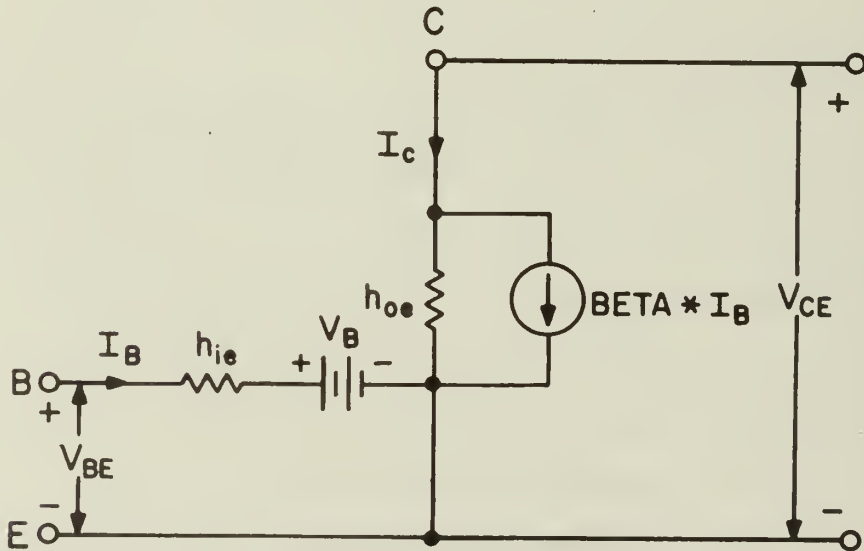 C
+
I_c
h_oe
BETA * I_B
V_CE
V_B
I_B
h_ie
+ -
B
+
V_BE
-
E
-